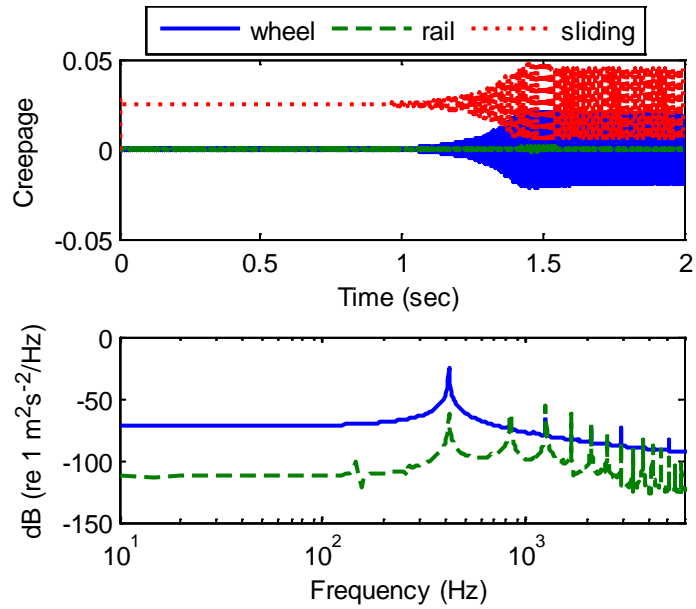 wheel rail sliding
0.05
0
-0.05
Creepage
0 0.5 1 1.5 2
Time (sec)
0
-50
-100
-150
dB (re 1 m²s⁻²/Hz)
10¹ 10² 10³
Frequency (Hz)